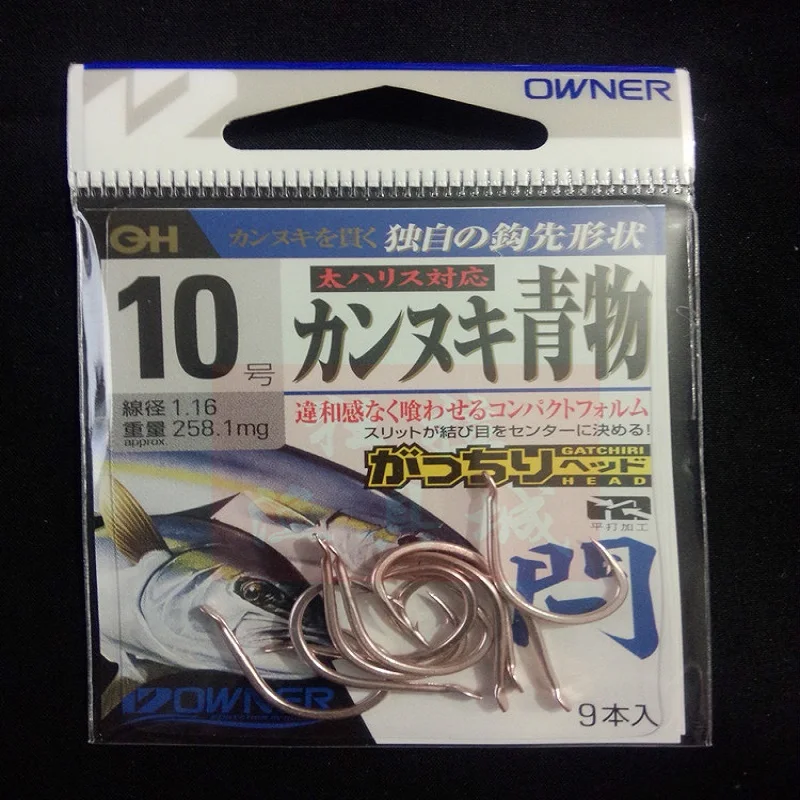 OWNER
OH
カンヌキを貫く 独自の鈎先形状
10号
太ハリス対応
カンヌキ青物
線径 1.16
重量 258.1mg
approx
違和感なく喰わせるコンパクトフォルム
スリットが結び目をセンターに決める!
がっちりヘッド
GATCHIRI
HEAD
平打加工
閂
OWNER
9本入